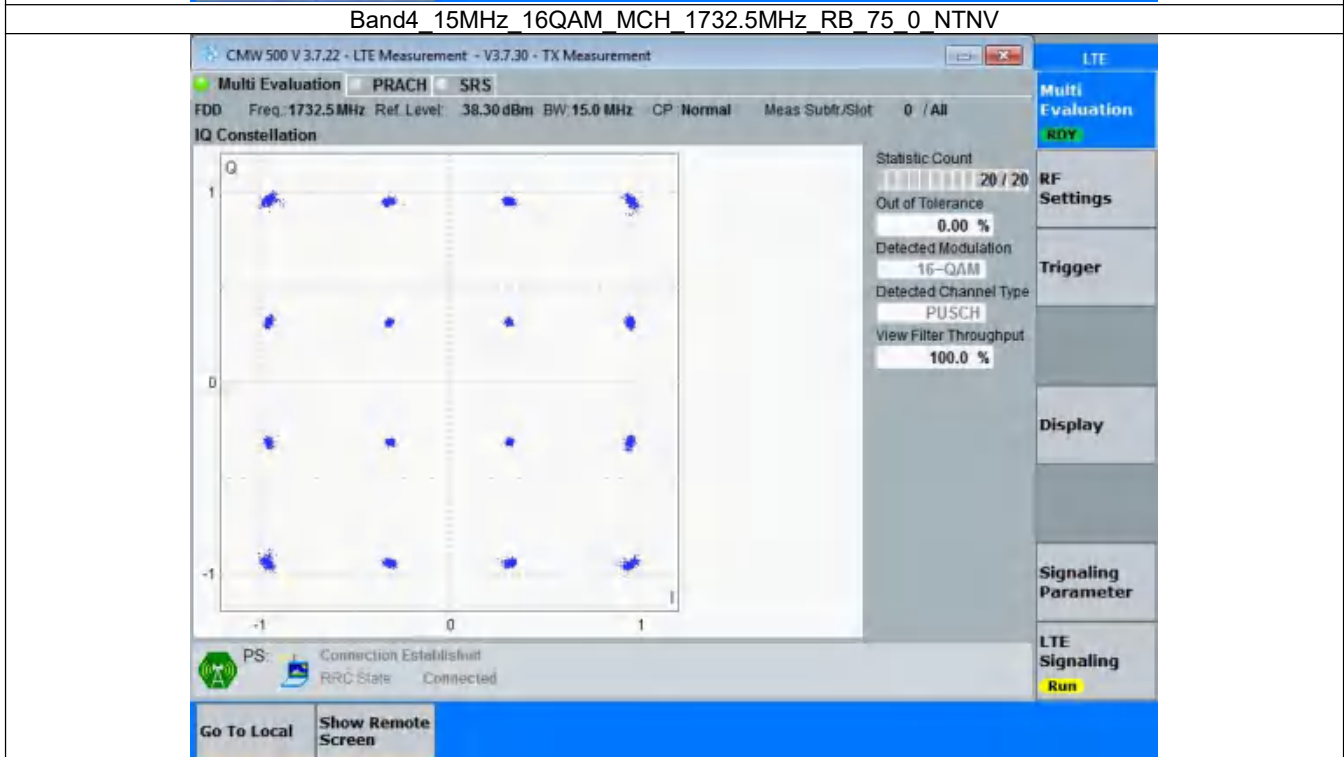 Band4_15MHz_16QAM_MCH_1732.5MHz_RB_75_0_NTNV
CMW 500 V 3.7.22 - LTE Measurement - V3.7.30 - TX Measurement
LTE
Multi Evaluation PRACH SRS
Multi
Evaluation
RDY
FDD Freq.: 1732.5 MHz Ref. Level: 38.30 dBm BW: 15.0 MHz CP: Normal Meas Subfr./Slot: 0 / All
IQ Constellation
Q
1
0
-1
I
-1 0 1
Statistic Count
20 / 20
Out of Tolerance
0.00 %
Detected Modulation
16-QAM
Detected Channel Type
PUSCH
View Filter Throughput
100.0 %
RF
Settings
Trigger
Display
Signaling
Parameter
LTE
Signaling
Run
PS: Connection Established
RRC State Connected
Go To Local
Show Remote
Screen